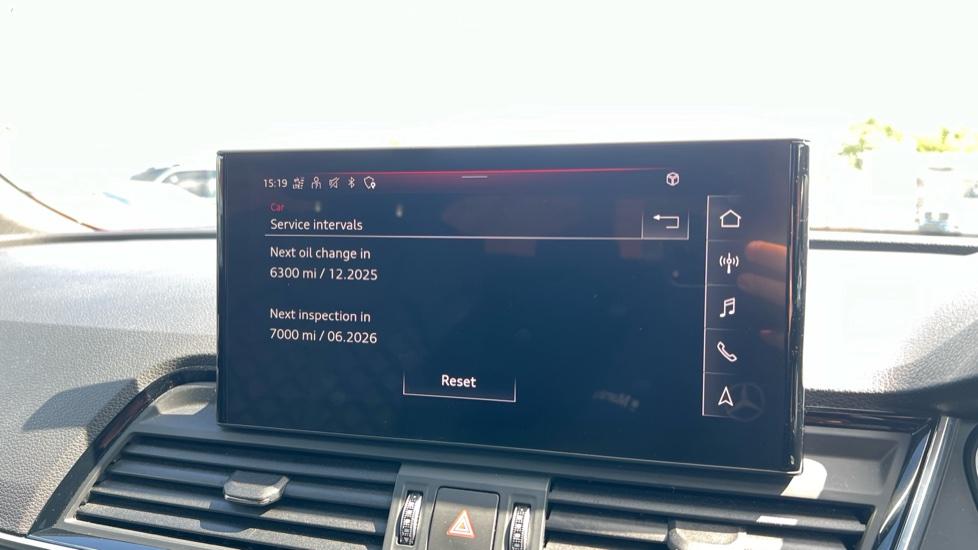 15:19
Car
Service intervals
Next oil change in
6300 mi / 12.2025
Next inspection in
7000 mi / 06.2026
Reset